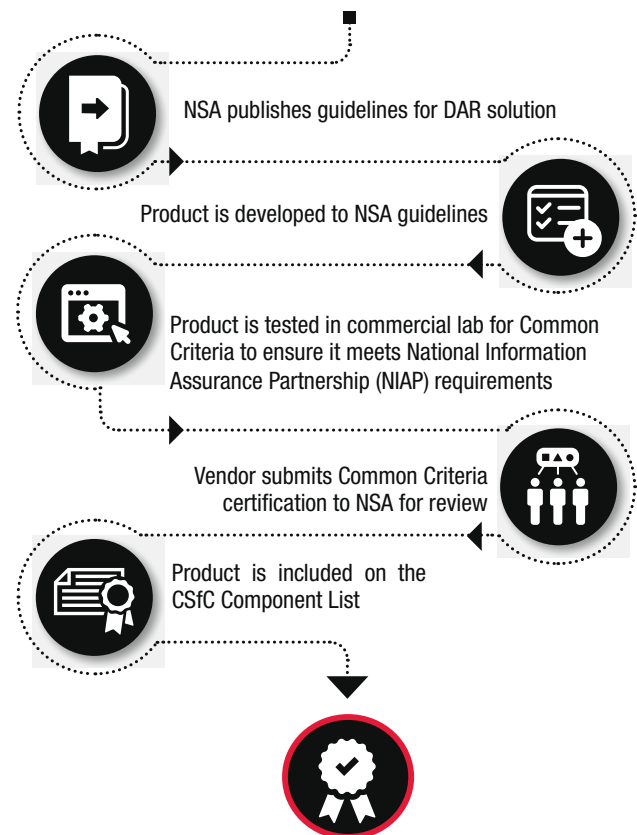 NSA publishes guidelines for DAR solution
Product is developed to NSA guidelines
Product is tested in commercial lab for Common
Criteria to ensure it meets National Information
Assurance Partnership (NIAP) requirements
Vendor submits Common Criteria
certification to NSA for review
Product is included on the
CSfC Component List